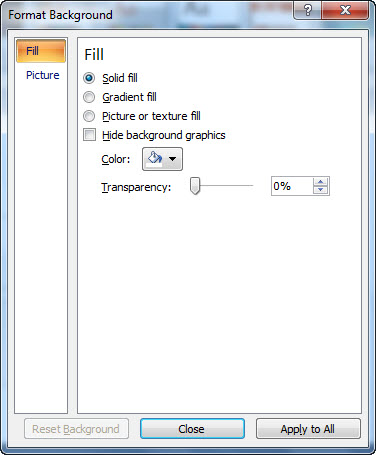 Format Background
Fill
Picture
Fill
Solid fill
Gradient fill
Picture or texture fill
Hide background graphics
Color:
Transparency: 0%
Reset Background Close Apply to All